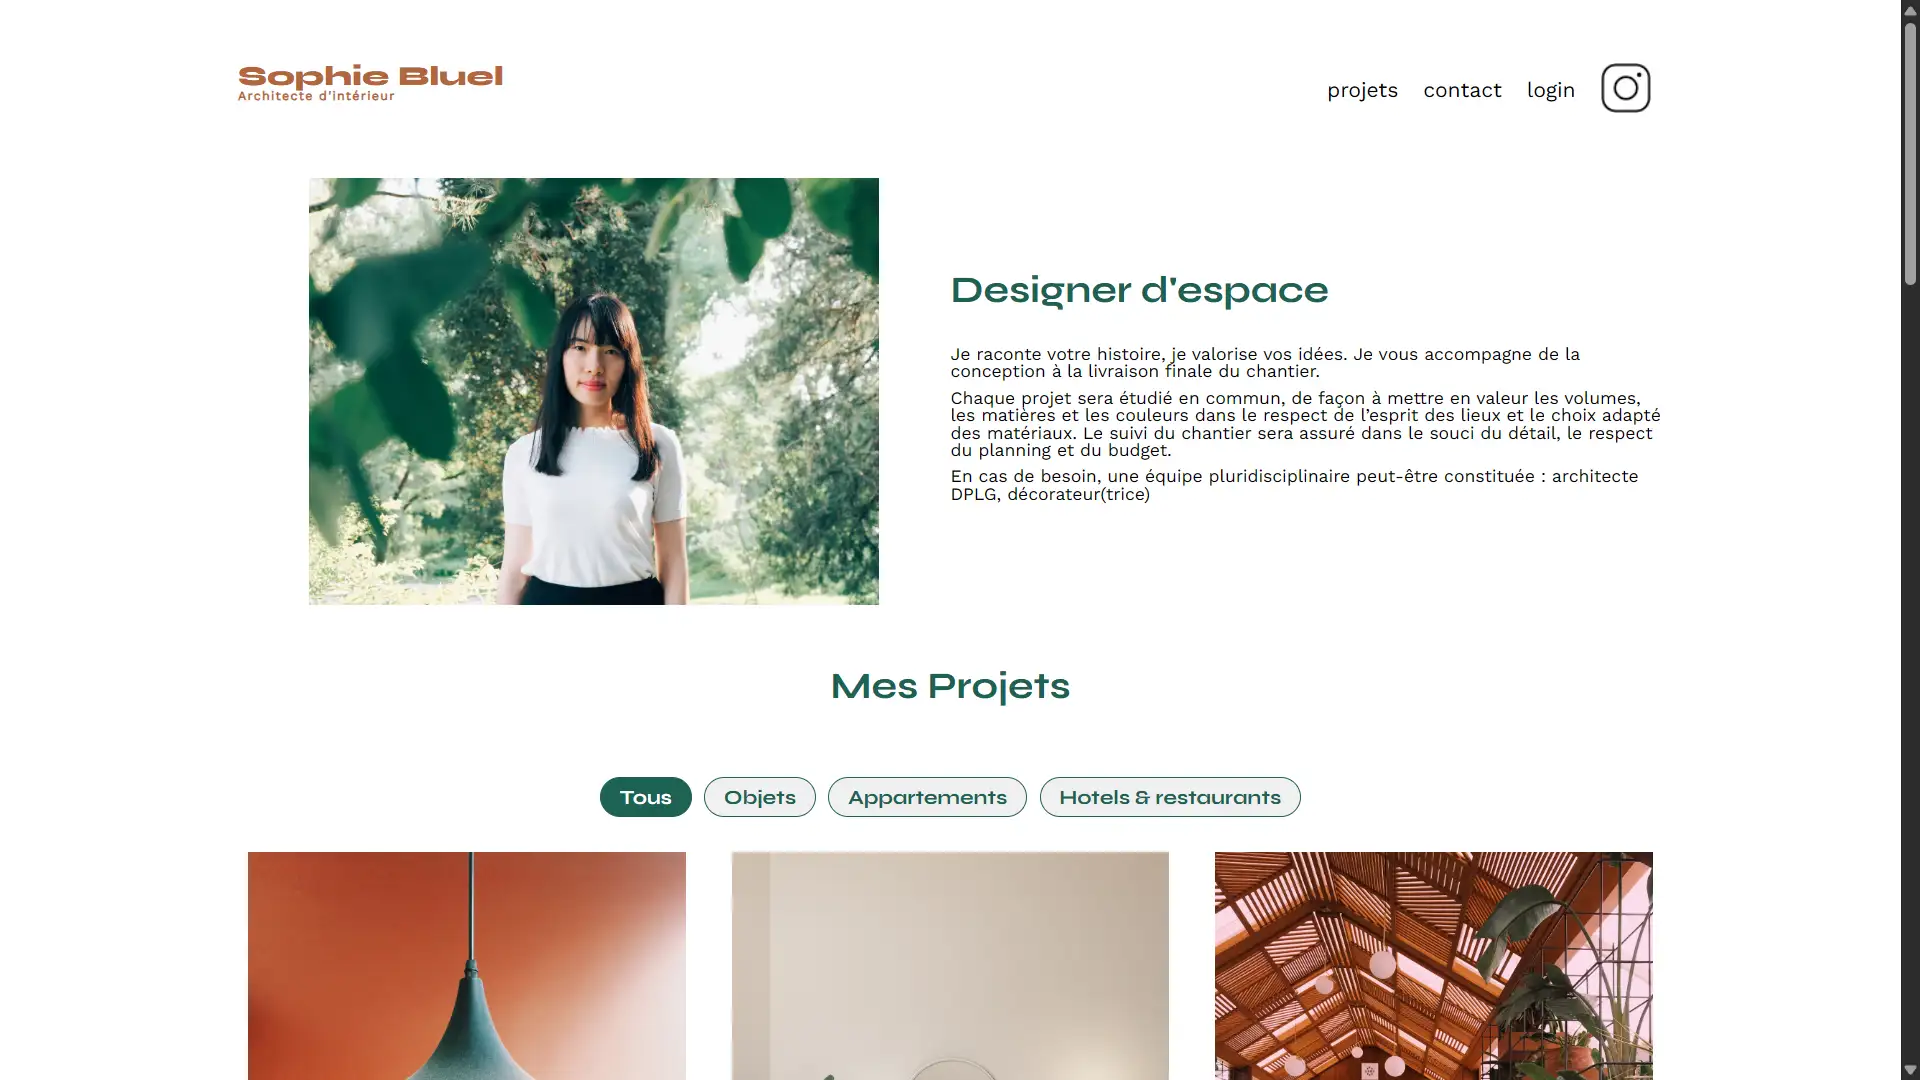 Sophie Bluel
Architecte d'intérieur
projets
contact
login
Designer d'espace
Je raconte votre histoire, je valorise vos idées. Je vous accompagne de la
conception à la livraison finale du chantier.
Chaque projet sera étudié en commun, de façon à mettre en valeur les volumes,
les matières et les couleurs dans le respect de l’esprit des lieux et le choix adapté
des matériaux. Le suivi du chantier sera assuré dans le souci du détail, le respect
du planning et du budget.
En cas de besoin, une équipe pluridisciplinaire peut-être constituée : architecte
DPLG, décorateur(trice)
Mes Projets
Tous
Objets
Appartements
Hotels & restaurants